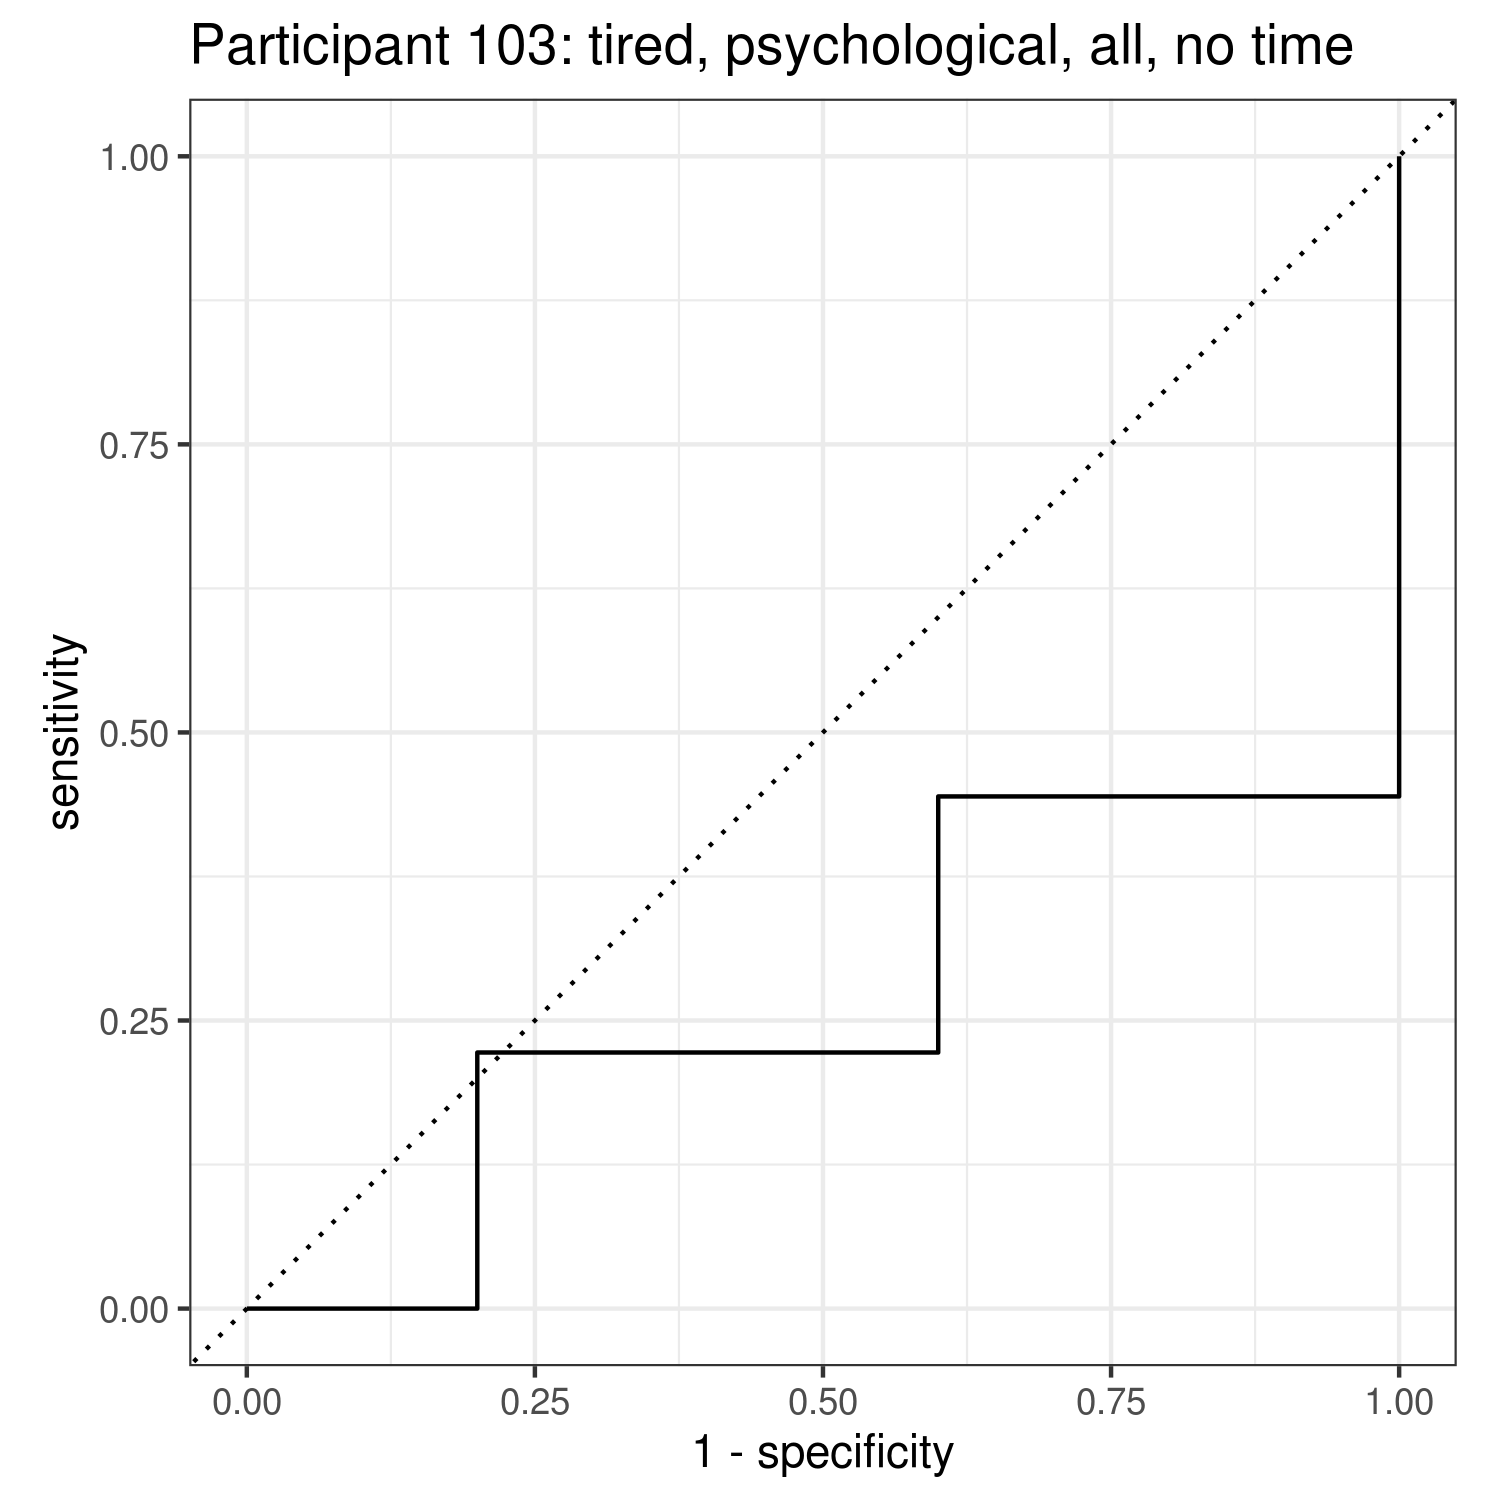 Participant 103: tired, psychological, all, no time
1.00
0.75
0.50
0.25
0.00
sensitivity
0.00 0.25 0.50 0.75 1.00
1 - specificity